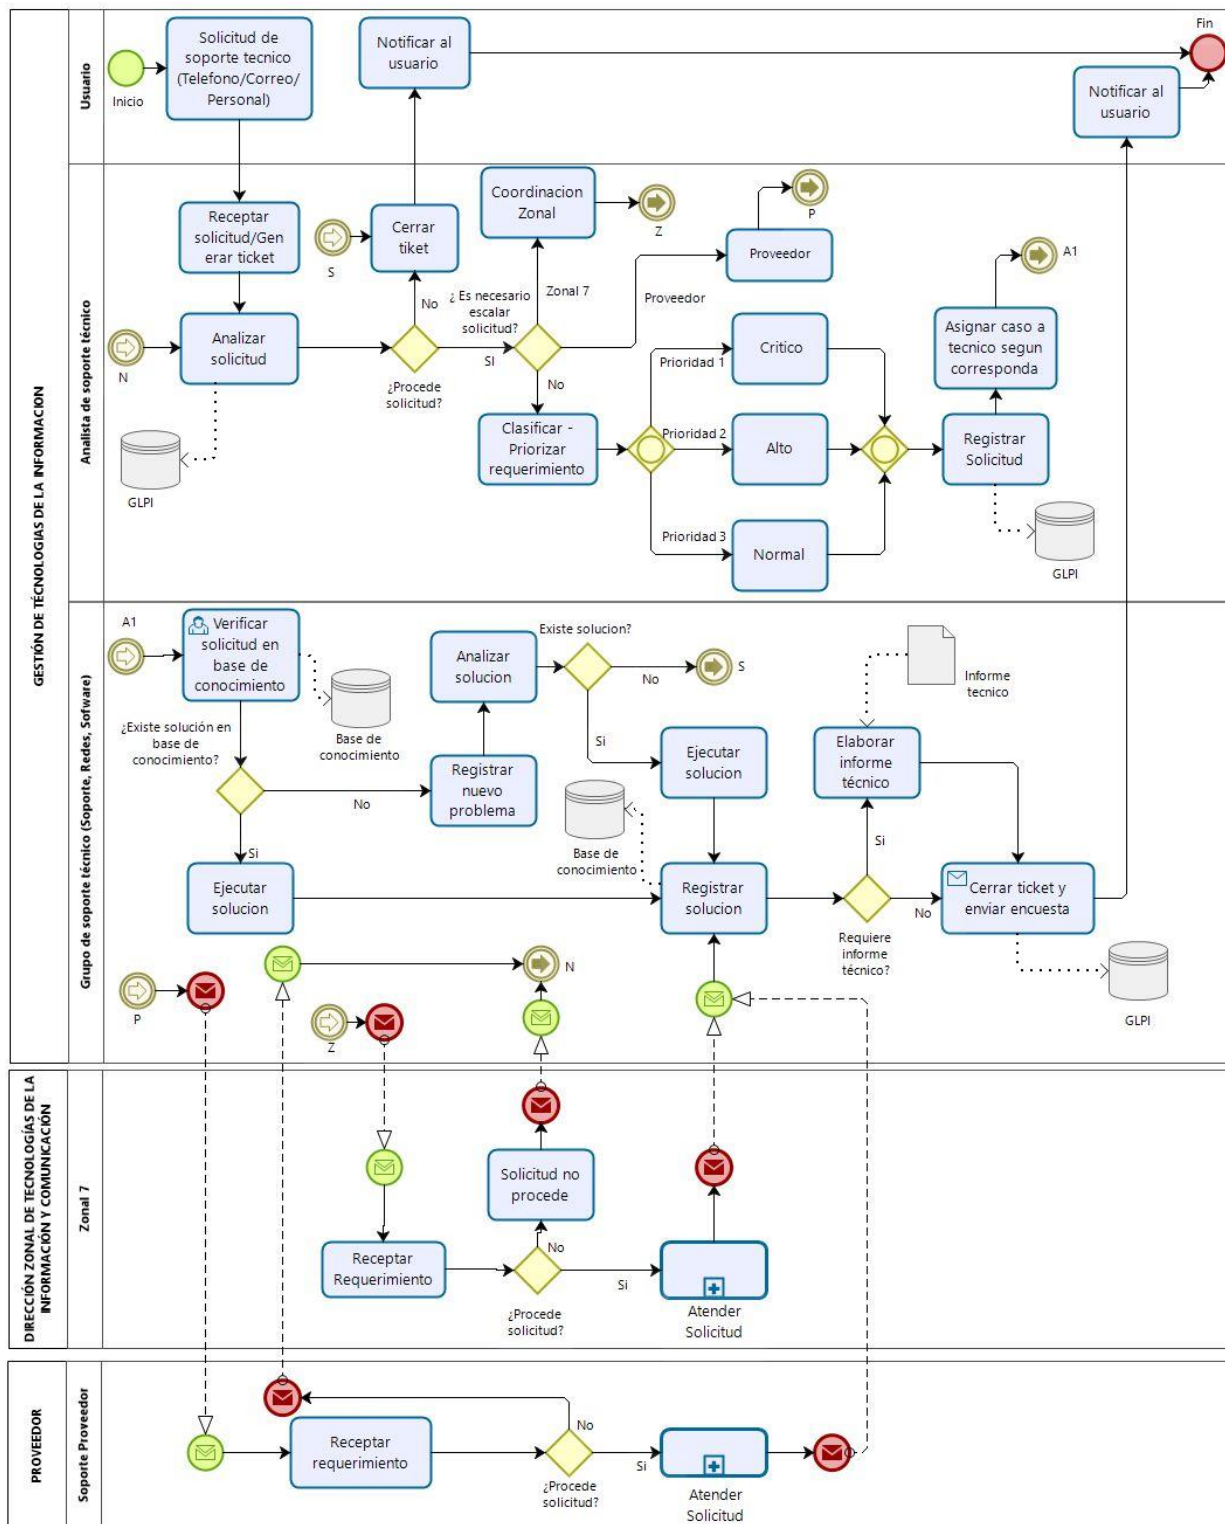 GESTIÓN DE TÉCNOLOGIAS DE LA INFORMACION
Usuario
Inicio
Solicitud de
soporte tecnico
(Telefono/Correo/
Personal)
Notificar al
usuario
Fin
Notificar al
usuario
Analista de soporte técnico
Receptar
solicitud/Gen
erar ticket
S
Cerrar
tiket
Coordinacion
Zonal
Z
P
Proveedor
A1
N
Analizar
solicitud
No
¿Procede
solicitud?
SI
¿ Es necesario
escalar
solicitud?
Zonal 7
Proveedor
No
Clasificar -
Priorizar
requerimiento
Prioridad 1
Critico
Prioridad 2
Alto
Prioridad 3
Normal
Asignar caso a
tecnico segun
corresponda
Registrar
Solicitud
GLPI
GLPI
Grupo de soporte técnico (Soporte, Redes, Sofware)
A1
Verificar
solicitud en
base de
conocimiento
Base de
conocimiento
¿Existe solución en
base de
conocimiento?
No
Si
Registrar
nuevo
problema
Analizar
solucion
Existe solucion?
No
S
Si
Ejecutar
solucion
Base de
conocimiento
Ejecutar
solucion
Registrar
solucion
Requiere
informe
técnico?
Si
No
Elaborar
informe
técnico
Informe
tecnico
Cerrar ticket y
enviar encuesta
GLPI
P
N
Z
DIRECCIÓN ZONAL DE TECNOLOGÍAS DE LA
INFORMACIÓN Y COMUNICACIÓN
Zonal 7
Receptar
Requerimiento
Solicitud no
procede
No
¿Procede
solicitud?
Si
Atender
Solicitud
PROVEEDOR
Soporte Proveedor
Receptar
requerimiento
No
¿Procede
solicitud?
Si
Atender
Solicitud